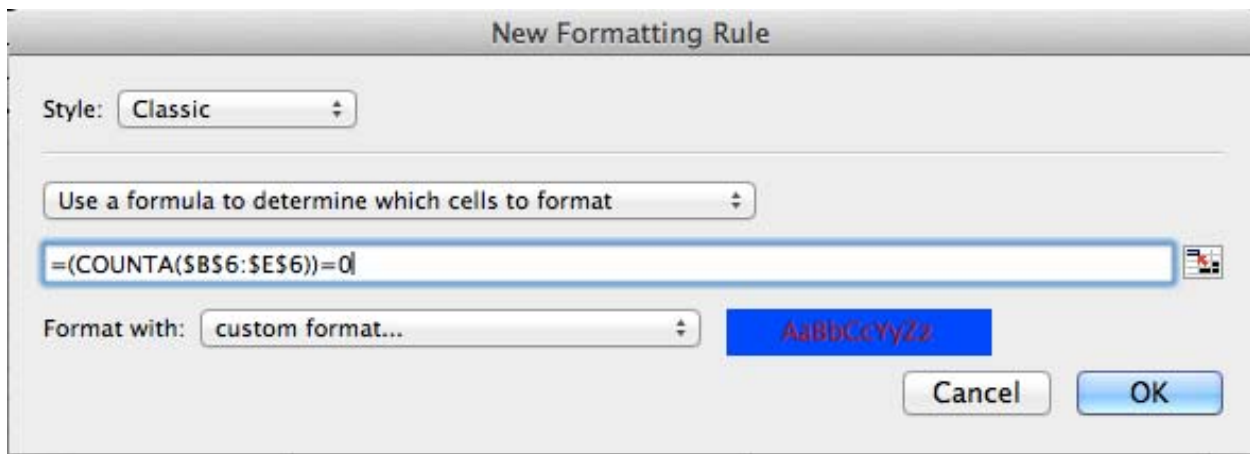 New Formatting Rule
Style: Classic
Use a formula to determine which cells to format
=(COUNTA($B$6:$E$6))=0
Format with: custom format... AaBbCcYyZz
Cancel OK